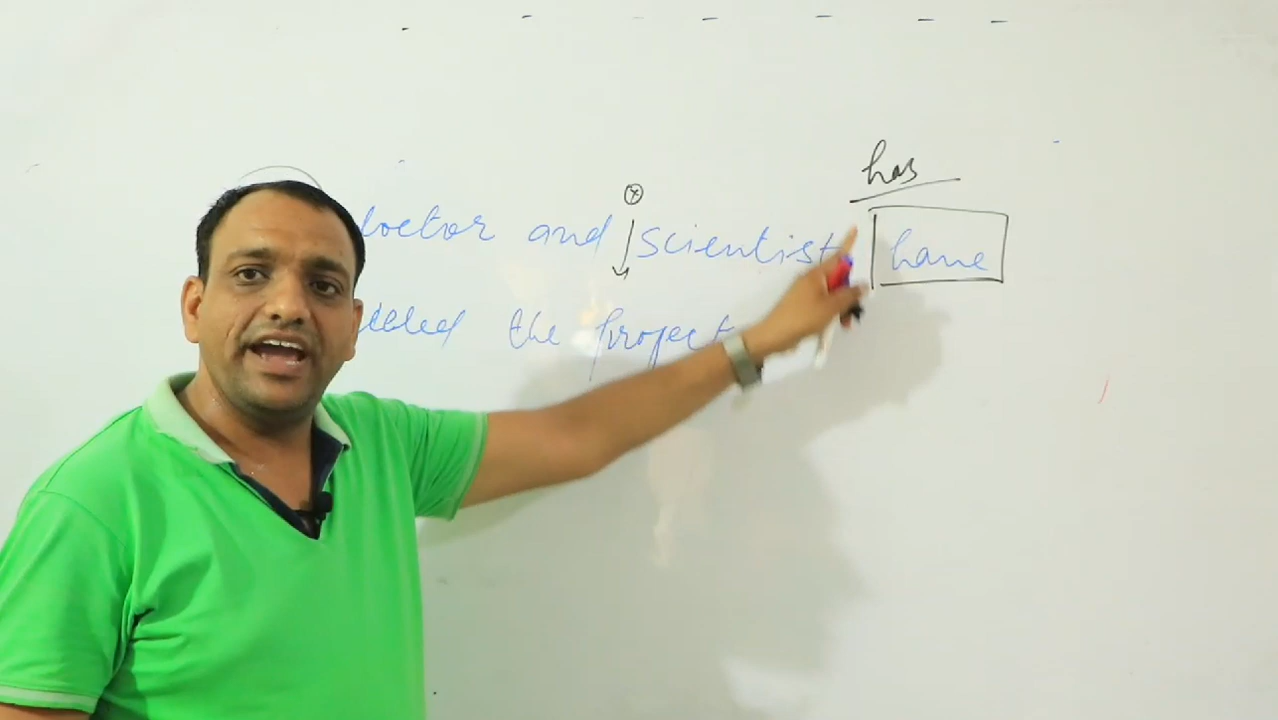 has
doctor and scientist have
the project